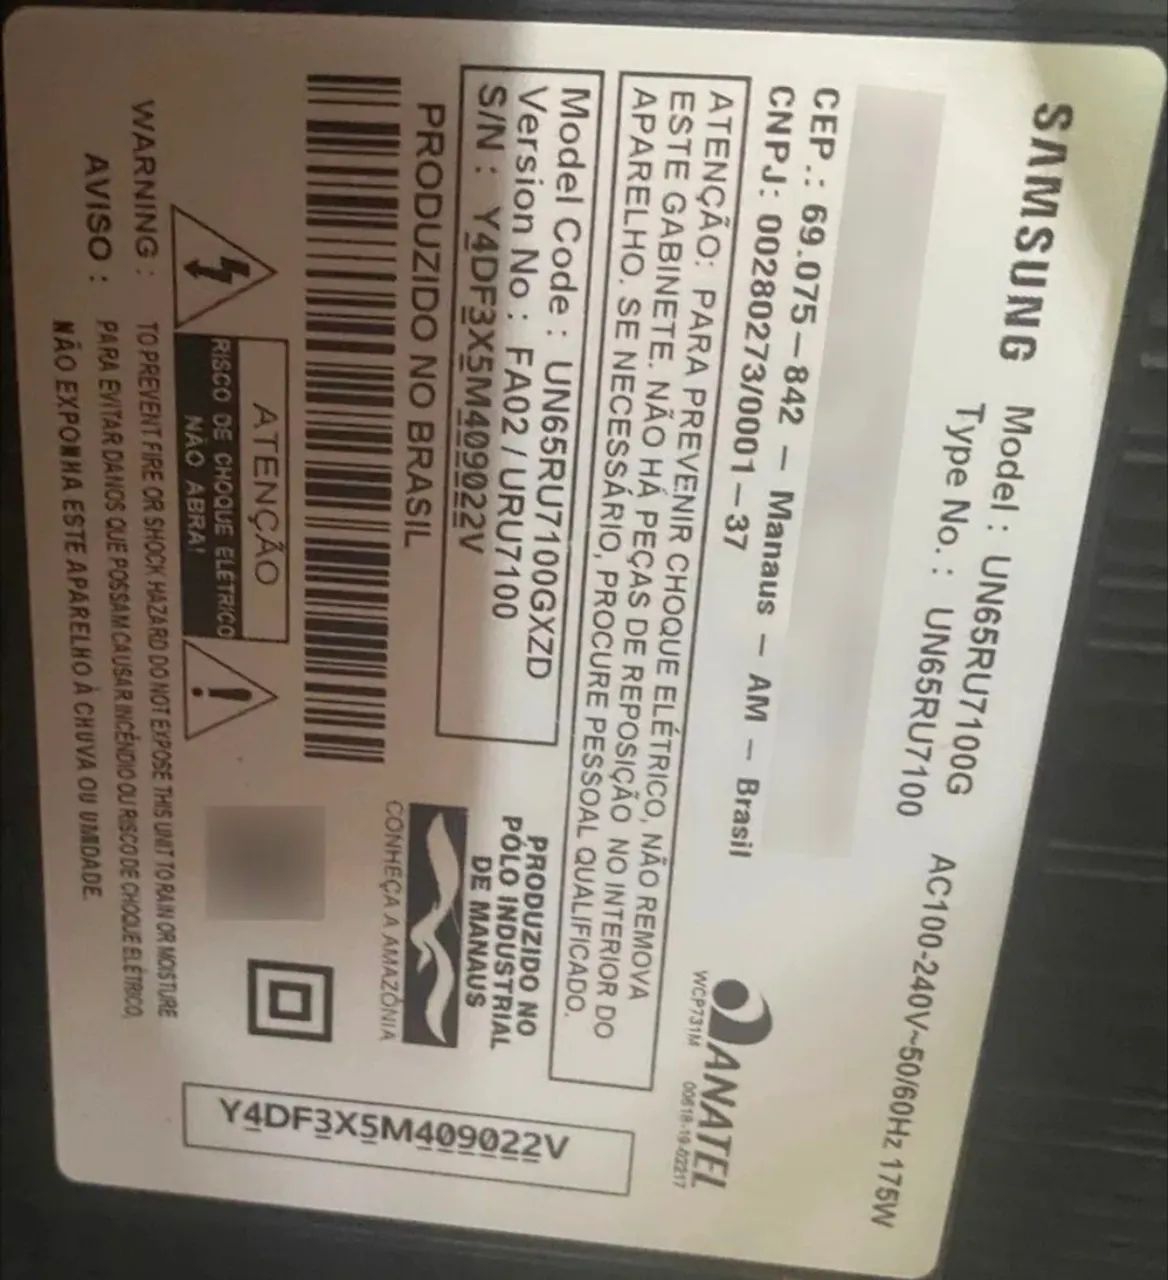 SAMSUNG
Model : UN65RU7100G
Type No. : UN65RU7100
AC100-240V~50/60Hz 175W
CEP.: 69.075-842 - Manaus - AM - Brasil
CNPJ: 00280273/0001-37
ANATEL
WCP731M 00618-19-02217
ATENÇÃO: PARA PREVENIR CHOQUE ELÉTRICO, NÃO REMOVA
ESTE GABINETE. NÃO HÁ PEÇAS DE REPOSIÇÃO NO INTERIOR DO
APARELHO. SE NECESSÁRIO, PROCURE PESSOAL QUALIFICADO.
Model Code : UN65RU7100GXZD
Version No : FA02 / URU7100
S/N : Y4DF3X5M409022V
PRODUZIDO NO BRASIL
PRODUZIDO NO
PÓLO INDUSTRIAL
DE MANAUS
CONHEÇA A AMAZÔNIA
ATENÇÃO
RISCO DE CHOQUE ELÉTRICO
NÃO ABRA!
WARNING : TO PREVENT FIRE OR SHOCK HAZARD DO NOT EXPOSE THIS UNIT TO RAIN OR MOISTURE
AVISO : PARA EVITAR DANOS QUE POSSAM CAUSAR INCÊNDIO OU RISCO DE CHOQUE ELÉTRICO,
NÃO EXPONHA ESTE APARELHO À CHUVA OU UMIDADE.
Y4DF3X5M409022V